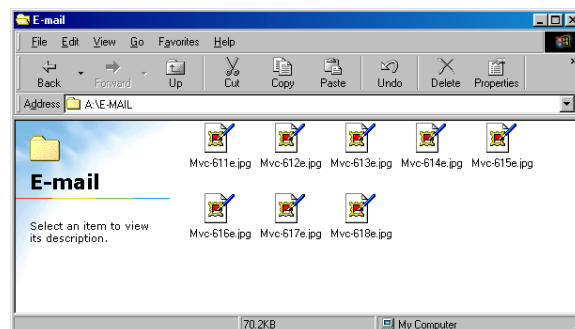 E-mail
File Edit View Go Favorites Help
Back Forward Up Cut Copy Paste Undo Delete Properties
Address A:\E-MAIL
Mvc-611e.jpg Mvc-612e.jpg Mvc-613e.jpg Mvc-614e.jpg Mvc-615e.jpg
E-mail
Mvc-616e.jpg Mvc-617e.jpg Mvc-618e.jpg
Select an item to view
its description.
70.2KB My Computer